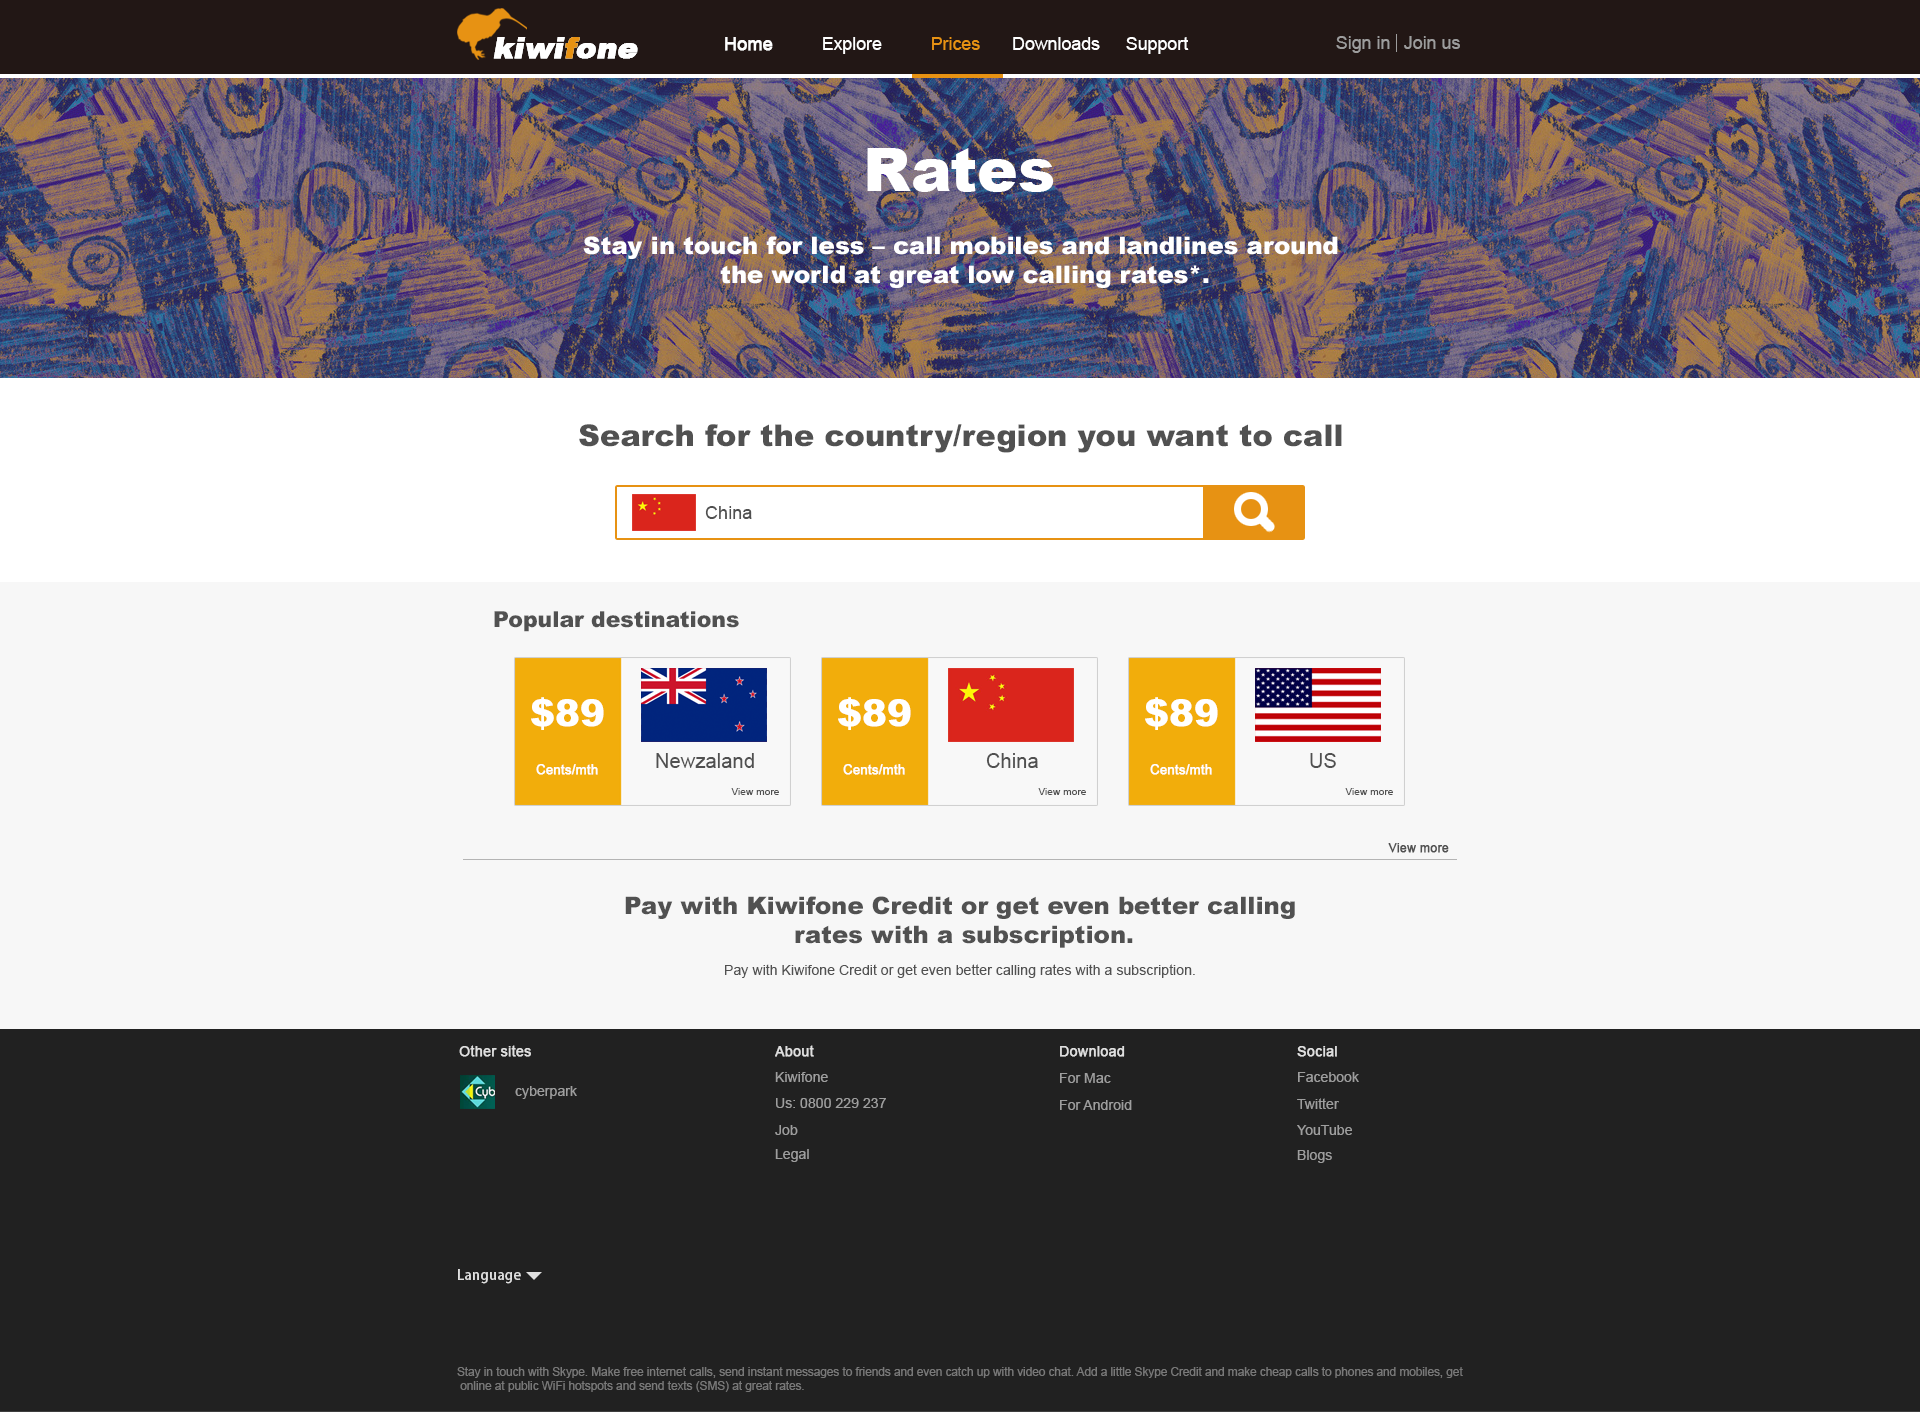 kiwifone
Home Explore Prices Downloads Support Sign in | Join us
Rates
Stay in touch for less – call mobiles and landlines around
the world at great low calling rates*.
Search for the country/region you want to call
China
Popular destinations
$89
Cents/mth
Newzaland
View more
$89
Cents/mth
China
View more
$89
Cents/mth
US
View more
View more
Pay with Kiwifone Credit or get even better calling
rates with a subscription.
Pay with Kiwifone Credit or get even better calling rates with a subscription.
Other sites
Cyb
cyberpark
About
Kiwifone
Us: 0800 229 237
Job
Legal
Download
For Mac
For Android
Social
Facebook
Twitter
YouTube
Blogs
Language
Stay in touch with Skype. Make free internet calls, send instant messages to friends and even catch up with video chat. Add a little Skype Credit and make cheap calls to phones and mobiles, get
online at public WiFi hotspots and send texts (SMS) at great rates.